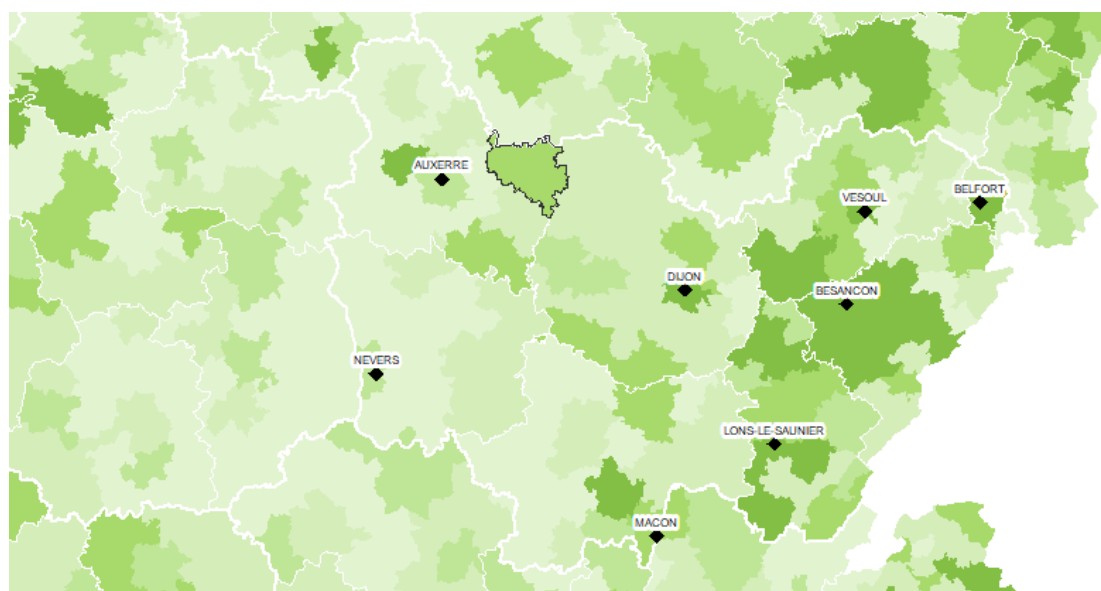 AUXERRE
BELFORT
VESOUL
DIJON
BESANCON
NEVERS
LONS-LE-SAUNIER
MACON